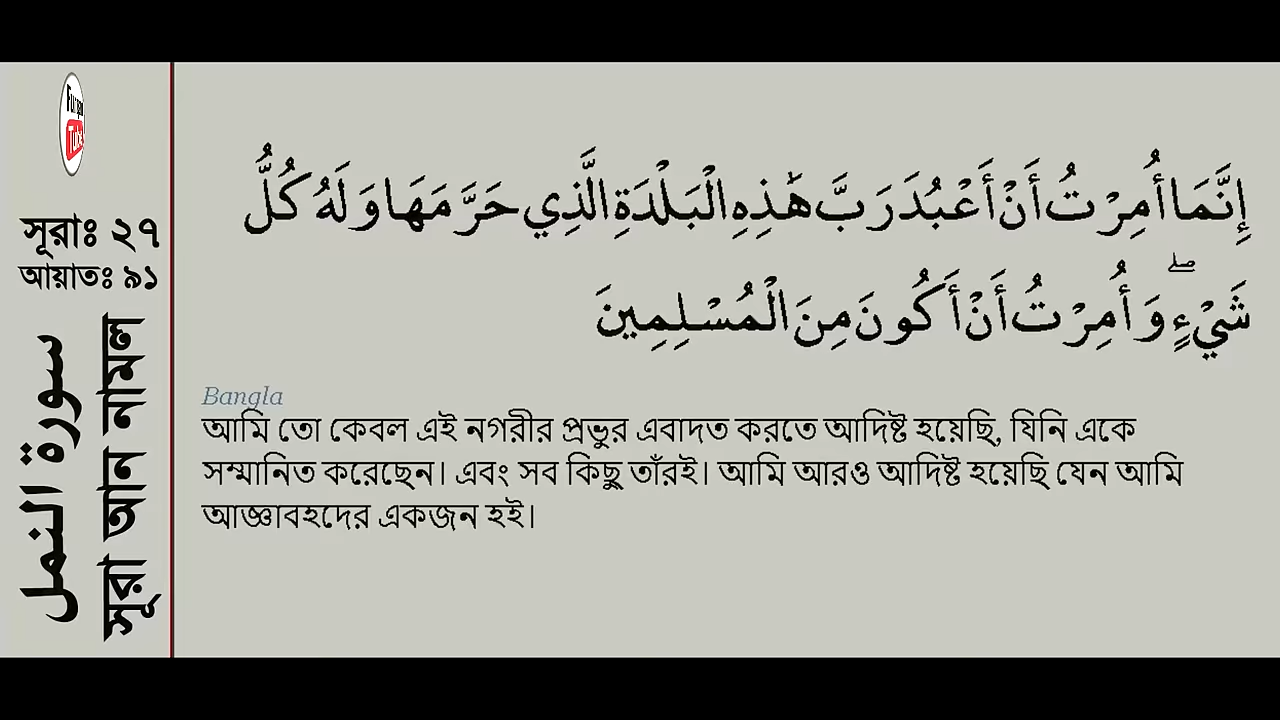 Furqan
Tube
সূরাঃ ২৭
আয়াতঃ ৯১
سورة النمل
সূরা আন নামল
إِنَّمَا أُمِرْتُ أَنْ أَعْبُدَ رَبَّ هَٰذِهِ الْبَلْدَةِ الَّذِي حَرَّمَهَا وَلَهُ كُلُّ
شَيْءٍ ۖ وَأُمِرْتُ أَنْ أَكُونَ مِنَ الْمُسْلِمِينَ
Bangla
আমি তো কেবল এই নগরীর প্রভুর এবাদত করতে আদিষ্ট হয়েছি, যিনি একে
সম্মানিত করেছেন। এবং সব কিছু তাঁরই। আমি আরও আদিষ্ট হয়েছি যেন আমি
আজ্ঞাবহদের একজন হই।